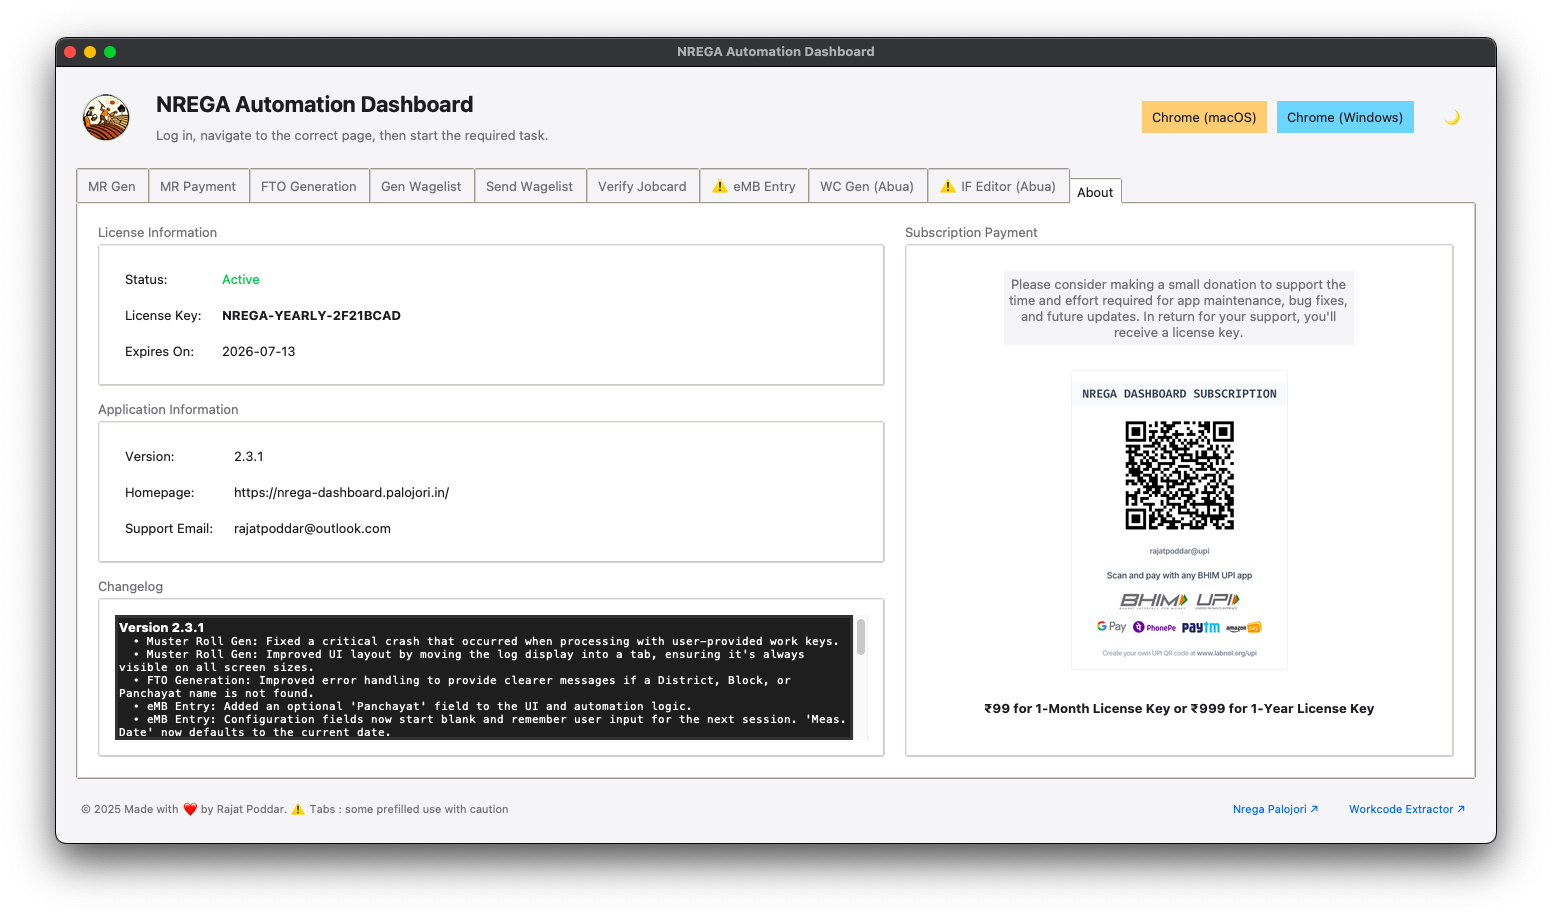 NREGA Automation Dashboard
NREGA Automation Dashboard
Log in, navigate to the correct page, then start the required task.
Chrome (macOS)
Chrome (Windows)
MR Gen
MR Payment
FTO Generation
Gen Wagelist
Send Wagelist
Verify Jobcard
eMB Entry
WC Gen (Abua)
IF Editor (Abua)
About
License Information
Status: Active
License Key: NREGA-YEARLY-2F21BCAD
Expires On: 2026-07-13
Application Information
Version: 2.3.1
Homepage: https://nrega-dashboard.palojori.in/
Support Email: rajatpoddar@outlook.com
Changelog
Version 2.3.1
• Muster Roll Gen: Fixed a critical crash that occurred when processing with user-provided work keys.
• Muster Roll Gen: Improved UI layout by moving the log display into a tab, ensuring it's always
visible on all screen sizes.
• FTO Generation: Improved error handling to provide clearer messages if a District, Block, or
Panchayat name is not found.
• eMB Entry: Added an optional 'Panchayat' field to the UI and automation logic.
• eMB Entry: Configuration fields now start blank and remember user input for the next session. 'Meas.
Date' now defaults to the current date.
Subscription Payment
Please consider making a small donation to support the
time and effort required for app maintenance, bug fixes,
and future updates. In return for your support, you'll
receive a license key.
NREGA DASHBOARD SUBSCRIPTION
rajatpoddar@upi
Scan and pay with any BHIM UPI app
BHIM UPI
G Pay PhonePe paytm amazon pay
Create your own UPI QR code at www.labnol.org/upi
₹99 for 1-Month License Key or ₹999 for 1-Year License Key
© 2025 Made with ❤️ by Rajat Poddar. ⚠️ Tabs : some prefilled use with caution
Nrega Palojori ↗
Workcode Extractor ↗